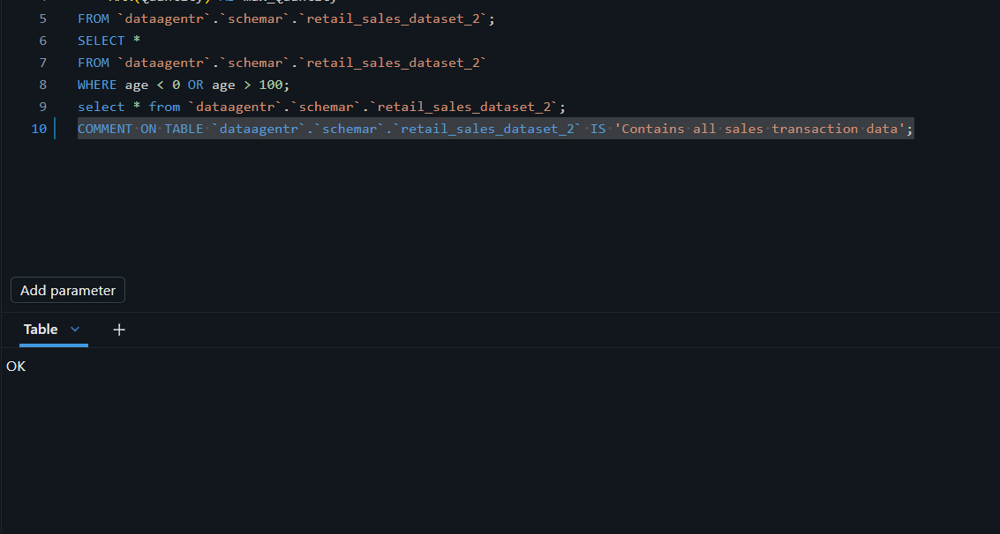 5 FROM `dataagentr`.`schemar`.`retail_sales_dataset_2`;
6 SELECT *
7 FROM `dataagentr`.`schemar`.`retail_sales_dataset_2`
8 WHERE age < 0 OR age > 100;
9 select * from `dataagentr`.`schemar`.`retail_sales_dataset_2`;
10 COMMENT ON TABLE `dataagentr`.`schemar`.`retail_sales_dataset_2` IS 'Contains all sales transaction data';
Add parameter
Table +
OK